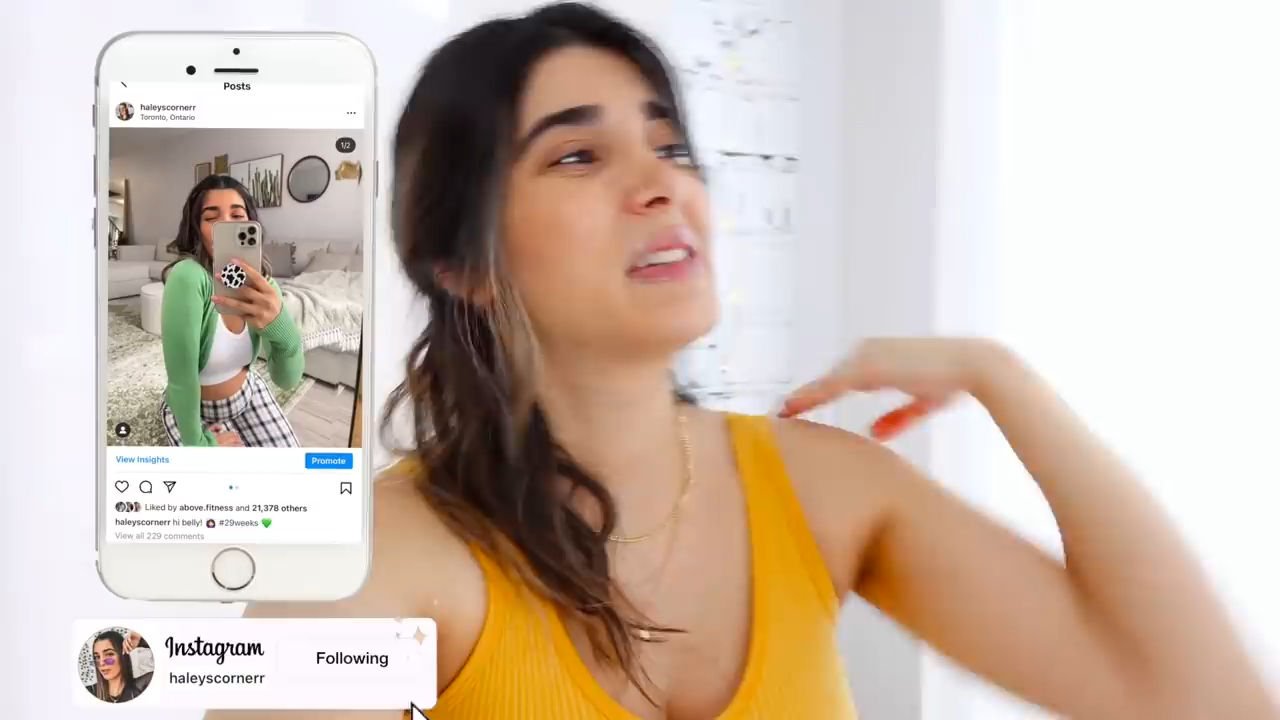 Posts
haleyscornerr
Toronto, Ontario
1/2
View Insights
Promote
Liked by above.fitness and 21,378 others
haleyscornerr hi belly! 🙆🏻‍♀️ #29weeks 💚
View all 229 comments
Instagram
haleyscornerr
Following